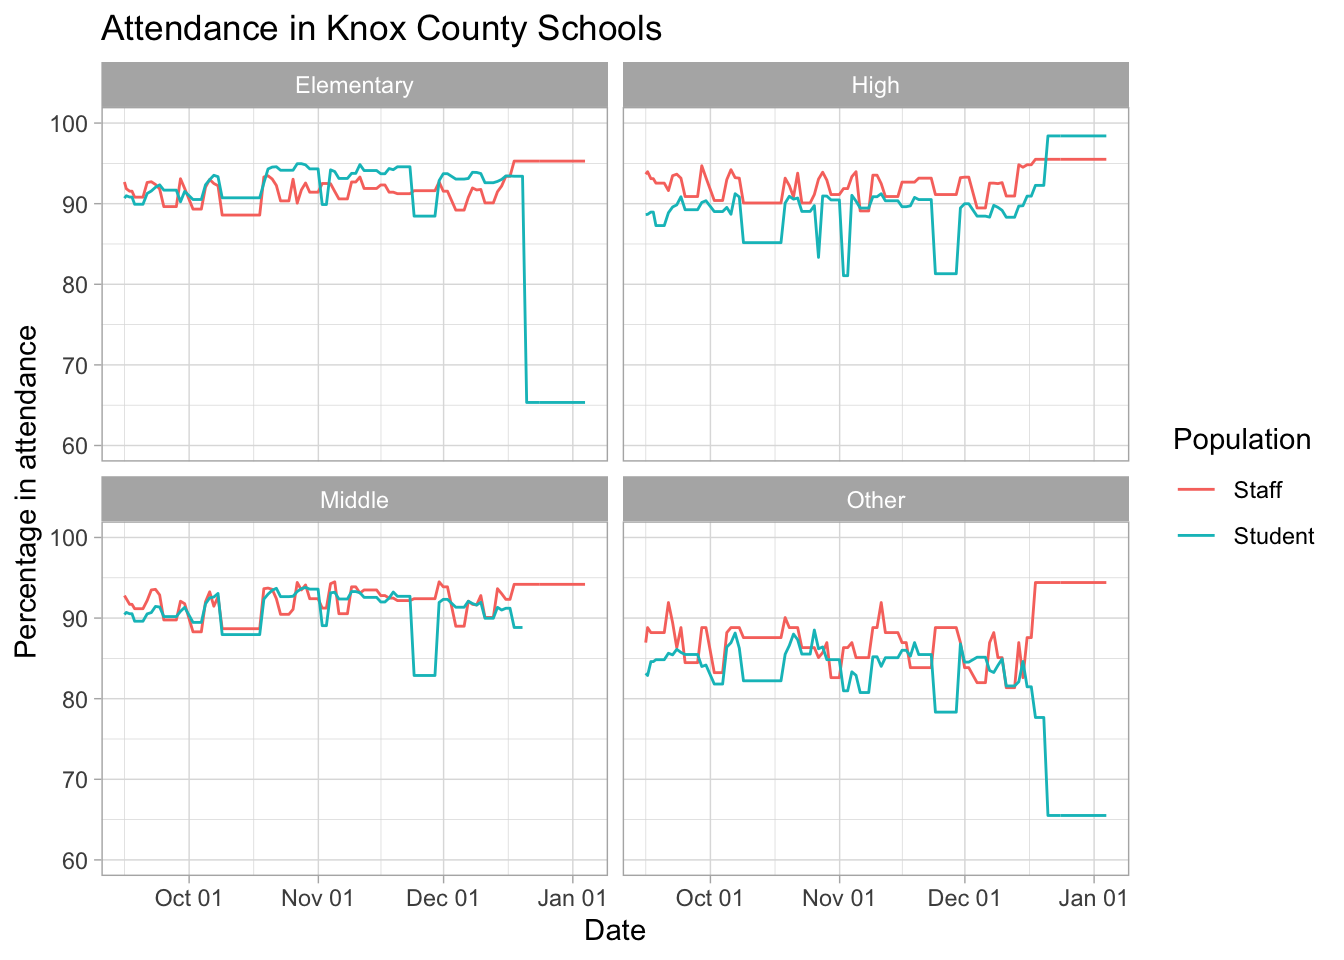 Attendance in Knox County Schools
Elementary
High
100
90
80
70
60
Middle
Other
100
90
80
70
60
Oct 01
Nov 01
Dec 01
Jan 01
Oct 01
Nov 01
Dec 01
Jan 01
Date
Percentage in attendance
Population
Staff
Student